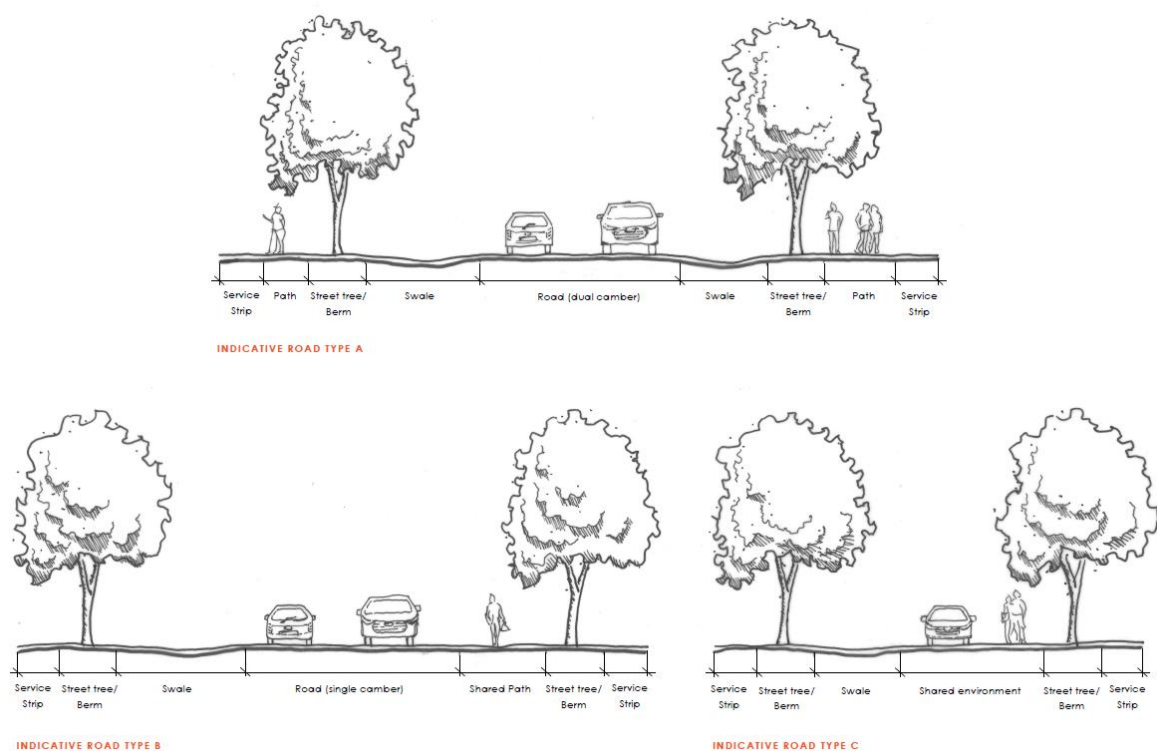 Service Path Street tree/ Swale Road (dual camber) Swale Street tree/ Path Service
Strip Berm Berm Strip
INDICATIVE ROAD TYPE A
Service Street tree/ Swale Road (single camber) Shared Path Street tree/ Service
Strip Berm Berm Strip
INDICATIVE ROAD TYPE B
Service Street tree/ Swale Shared environment Street tree/ Service
Strip Berm Berm Strip
INDICATIVE ROAD TYPE C